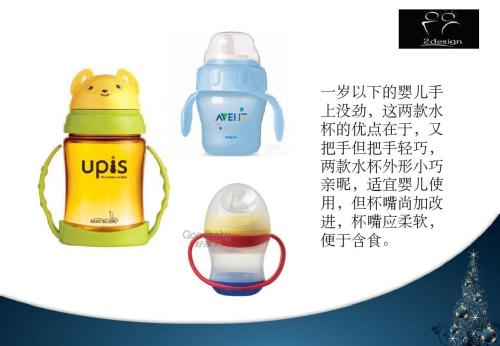 2design
一岁以下的婴儿手
上没劲，这两款水
杯的优点在于，又
把手但把手轻巧，
两款水杯外形小巧
亲昵，适宜婴儿使
用，但杯嘴尚加改
进，杯嘴应柔软，
便于含食。
AVENT
PHILIPS
upis
NANO SILVER
Goodbaby